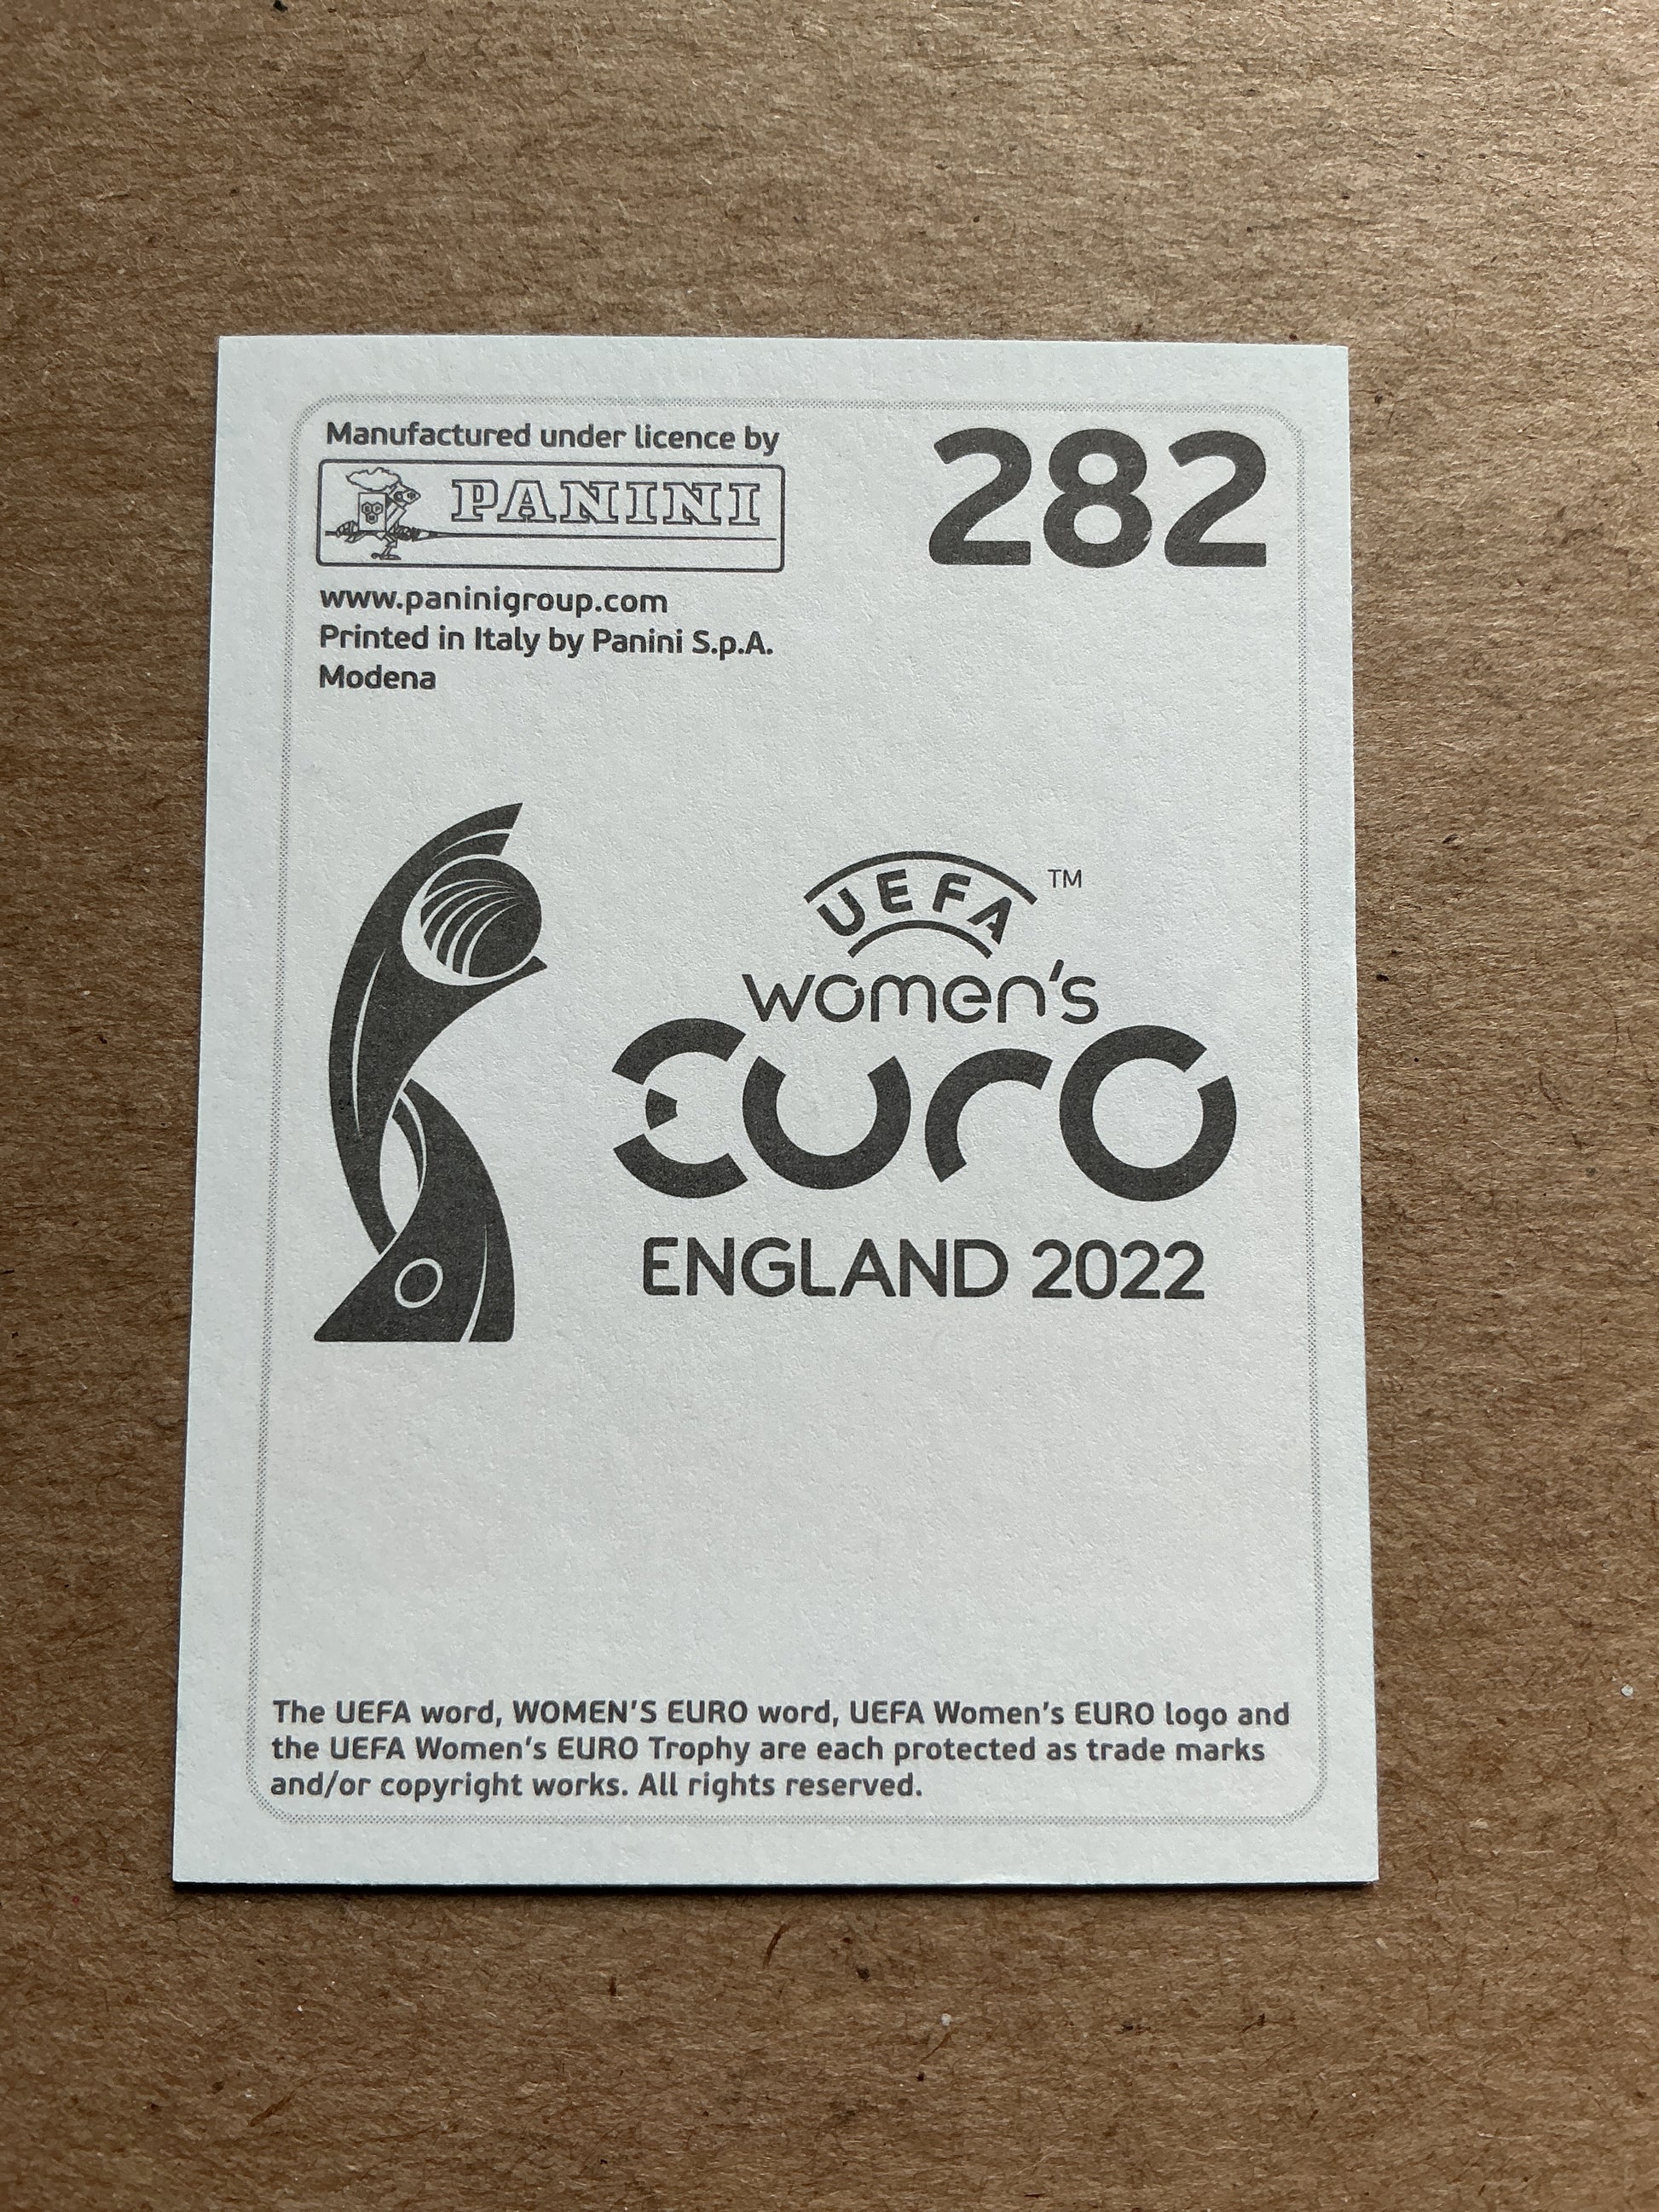 Manufactured under licence by
PANINI
282
www.paninigroup.com
Printed in Italy by Panini S.p.A.
Modena
UEFA ™
women's
euro
ENGLAND 2022
The UEFA word, WOMEN'S EURO word, UEFA Women's EURO logo and
the UEFA Women's EURO Trophy are each protected as trade marks
and/or copyright works. All rights reserved.